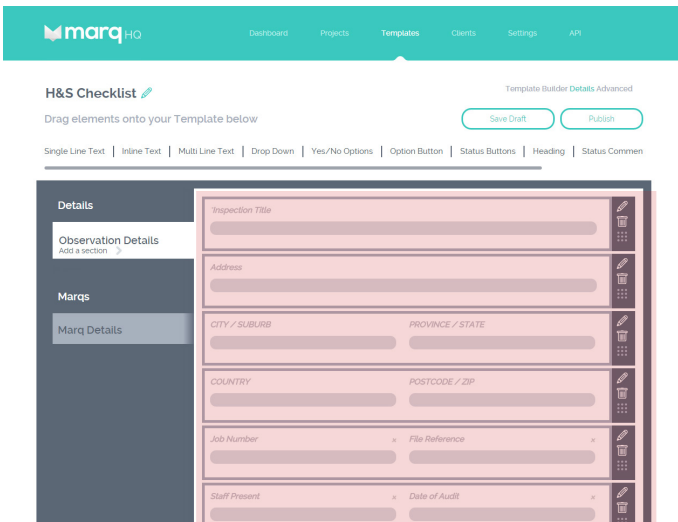 marq HQ
Dashboard Projects Templates Clients Settings API
H&S Checklist
Template Builder Details Advanced
Drag elements onto your Template below
Save Draft Publish
Single Line Text | Inline Text | Multi Line Text | Drop Down | Yes/No Options | Option Button | Status Buttons | Heading | Status Commen
Details
Observation Details
Add a section
Marqs
Marq Details
*Inspection Title
Address
CITY / SUBURB PROVINCE / STATE
COUNTRY POSTCODE / ZIP
Job Number x File Reference x
Staff Present x Date of Audit x